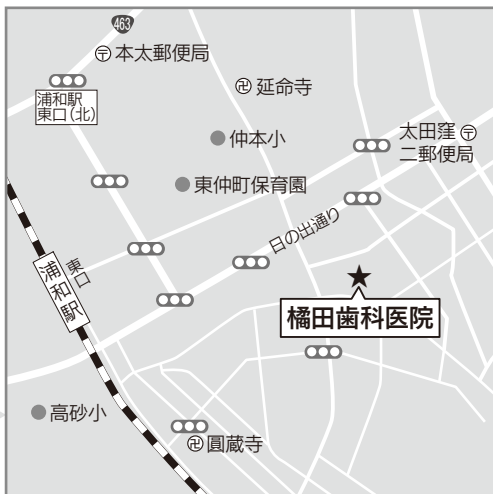 463
〒本太郵便局
卍延命寺
浦和駅
東口(北)
仲本小
太田窪〒
二郵便局
東仲町保育園
日の出通り
東口
浦和駅
橘田歯科医院
高砂小
卍圓蔵寺